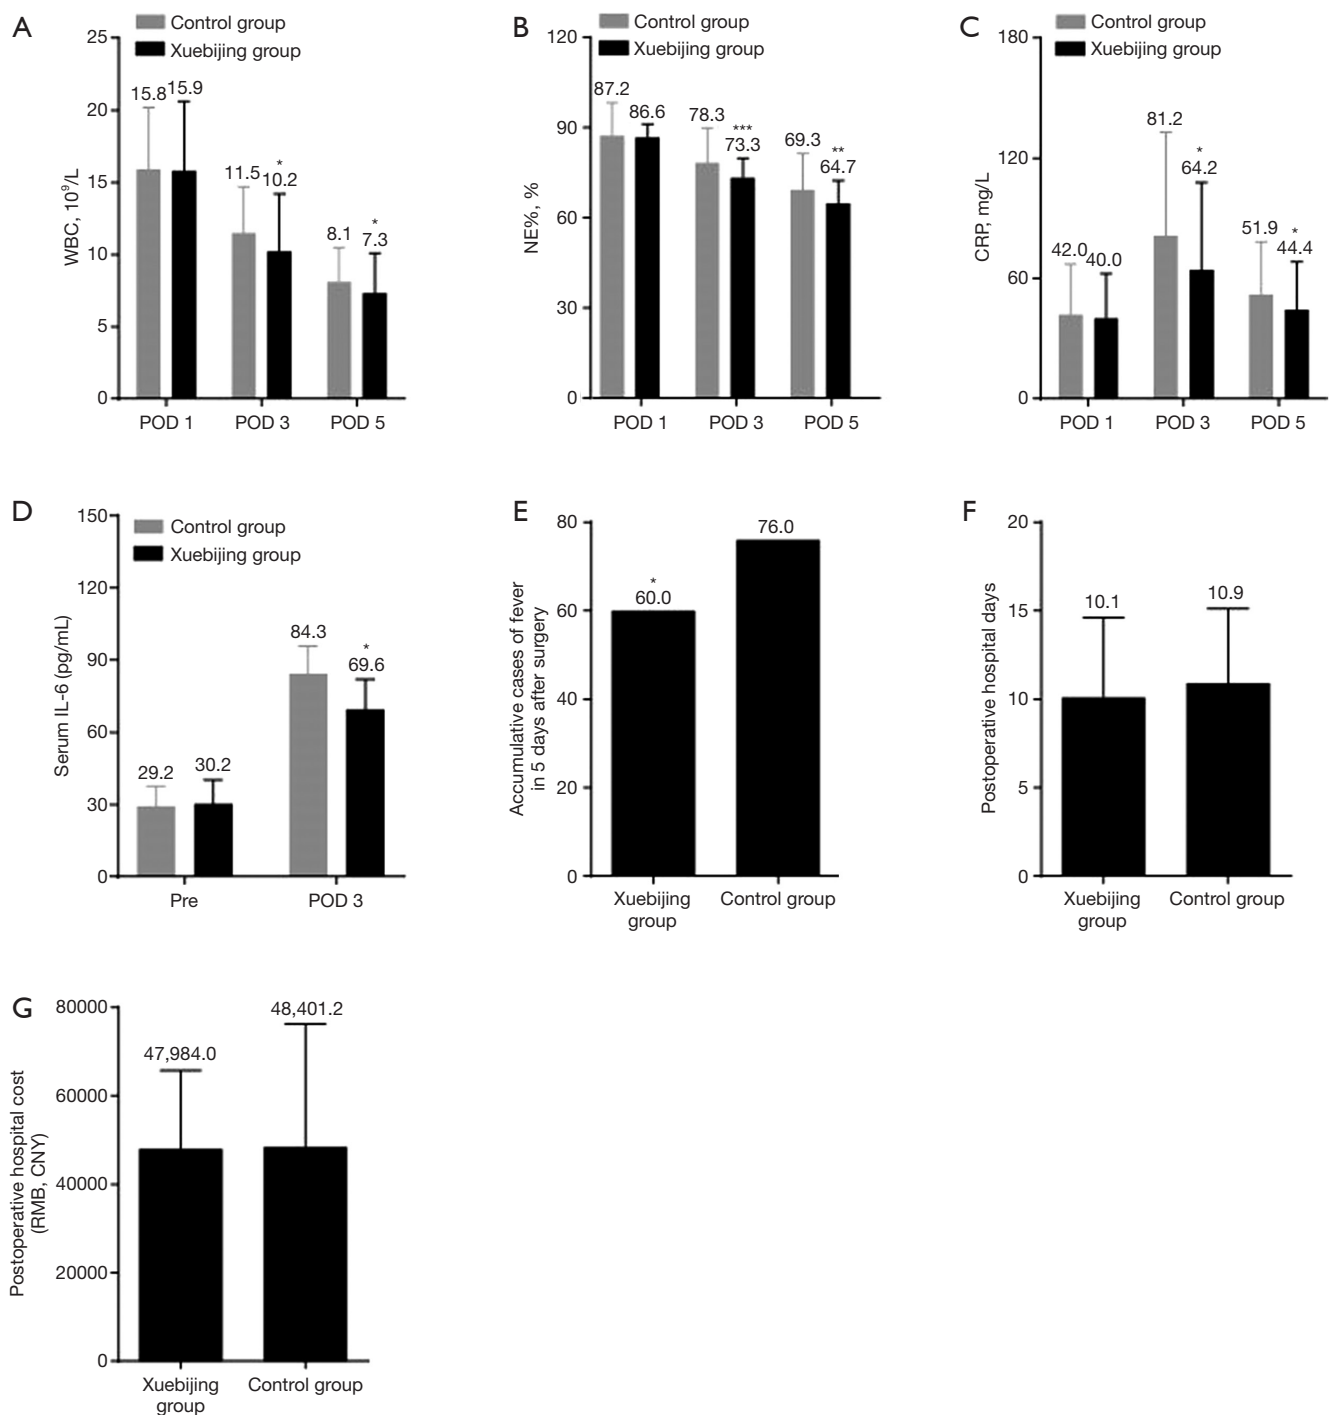 A
Control group
Xuebijing group
WBC, 10⁹/L
25
20
15
10
5
0
15.8 15.9
11.5 * 10.2
8.1 * 7.3
POD 1 POD 3 POD 5
B
Control group
Xuebijing group
NE%, %
120
90
60
30
0
87.2 86.6
78.3 *** 73.3
69.3 ** 64.7
POD 1 POD 3 POD 5
C
Control group
Xuebijing group
CRP, mg/L
180
120
60
0
42.0 40.0
81.2 * 64.2
51.9 * 44.4
POD 1 POD 3 POD 5
D
Control group
Xuebijing group
Serum IL-6 (pg/mL)
150
120
90
60
30
0
29.2 30.2
84.3 * 69.6
Pre POD 3
E
Accumulative cases of fever
in 5 days after surgery
80
60
40
20
0
* 60.0
76.0
Xuebijing
group
Control group
F
Postoperative hospital days
20
15
10
5
0
10.1
10.9
Xuebijing
group
Control group
G
Postoperative hospital cost
(RMB, CNY)
80000
60000
40000
20000
0
47,984.0
48,401.2
Xuebijing
group
Control group